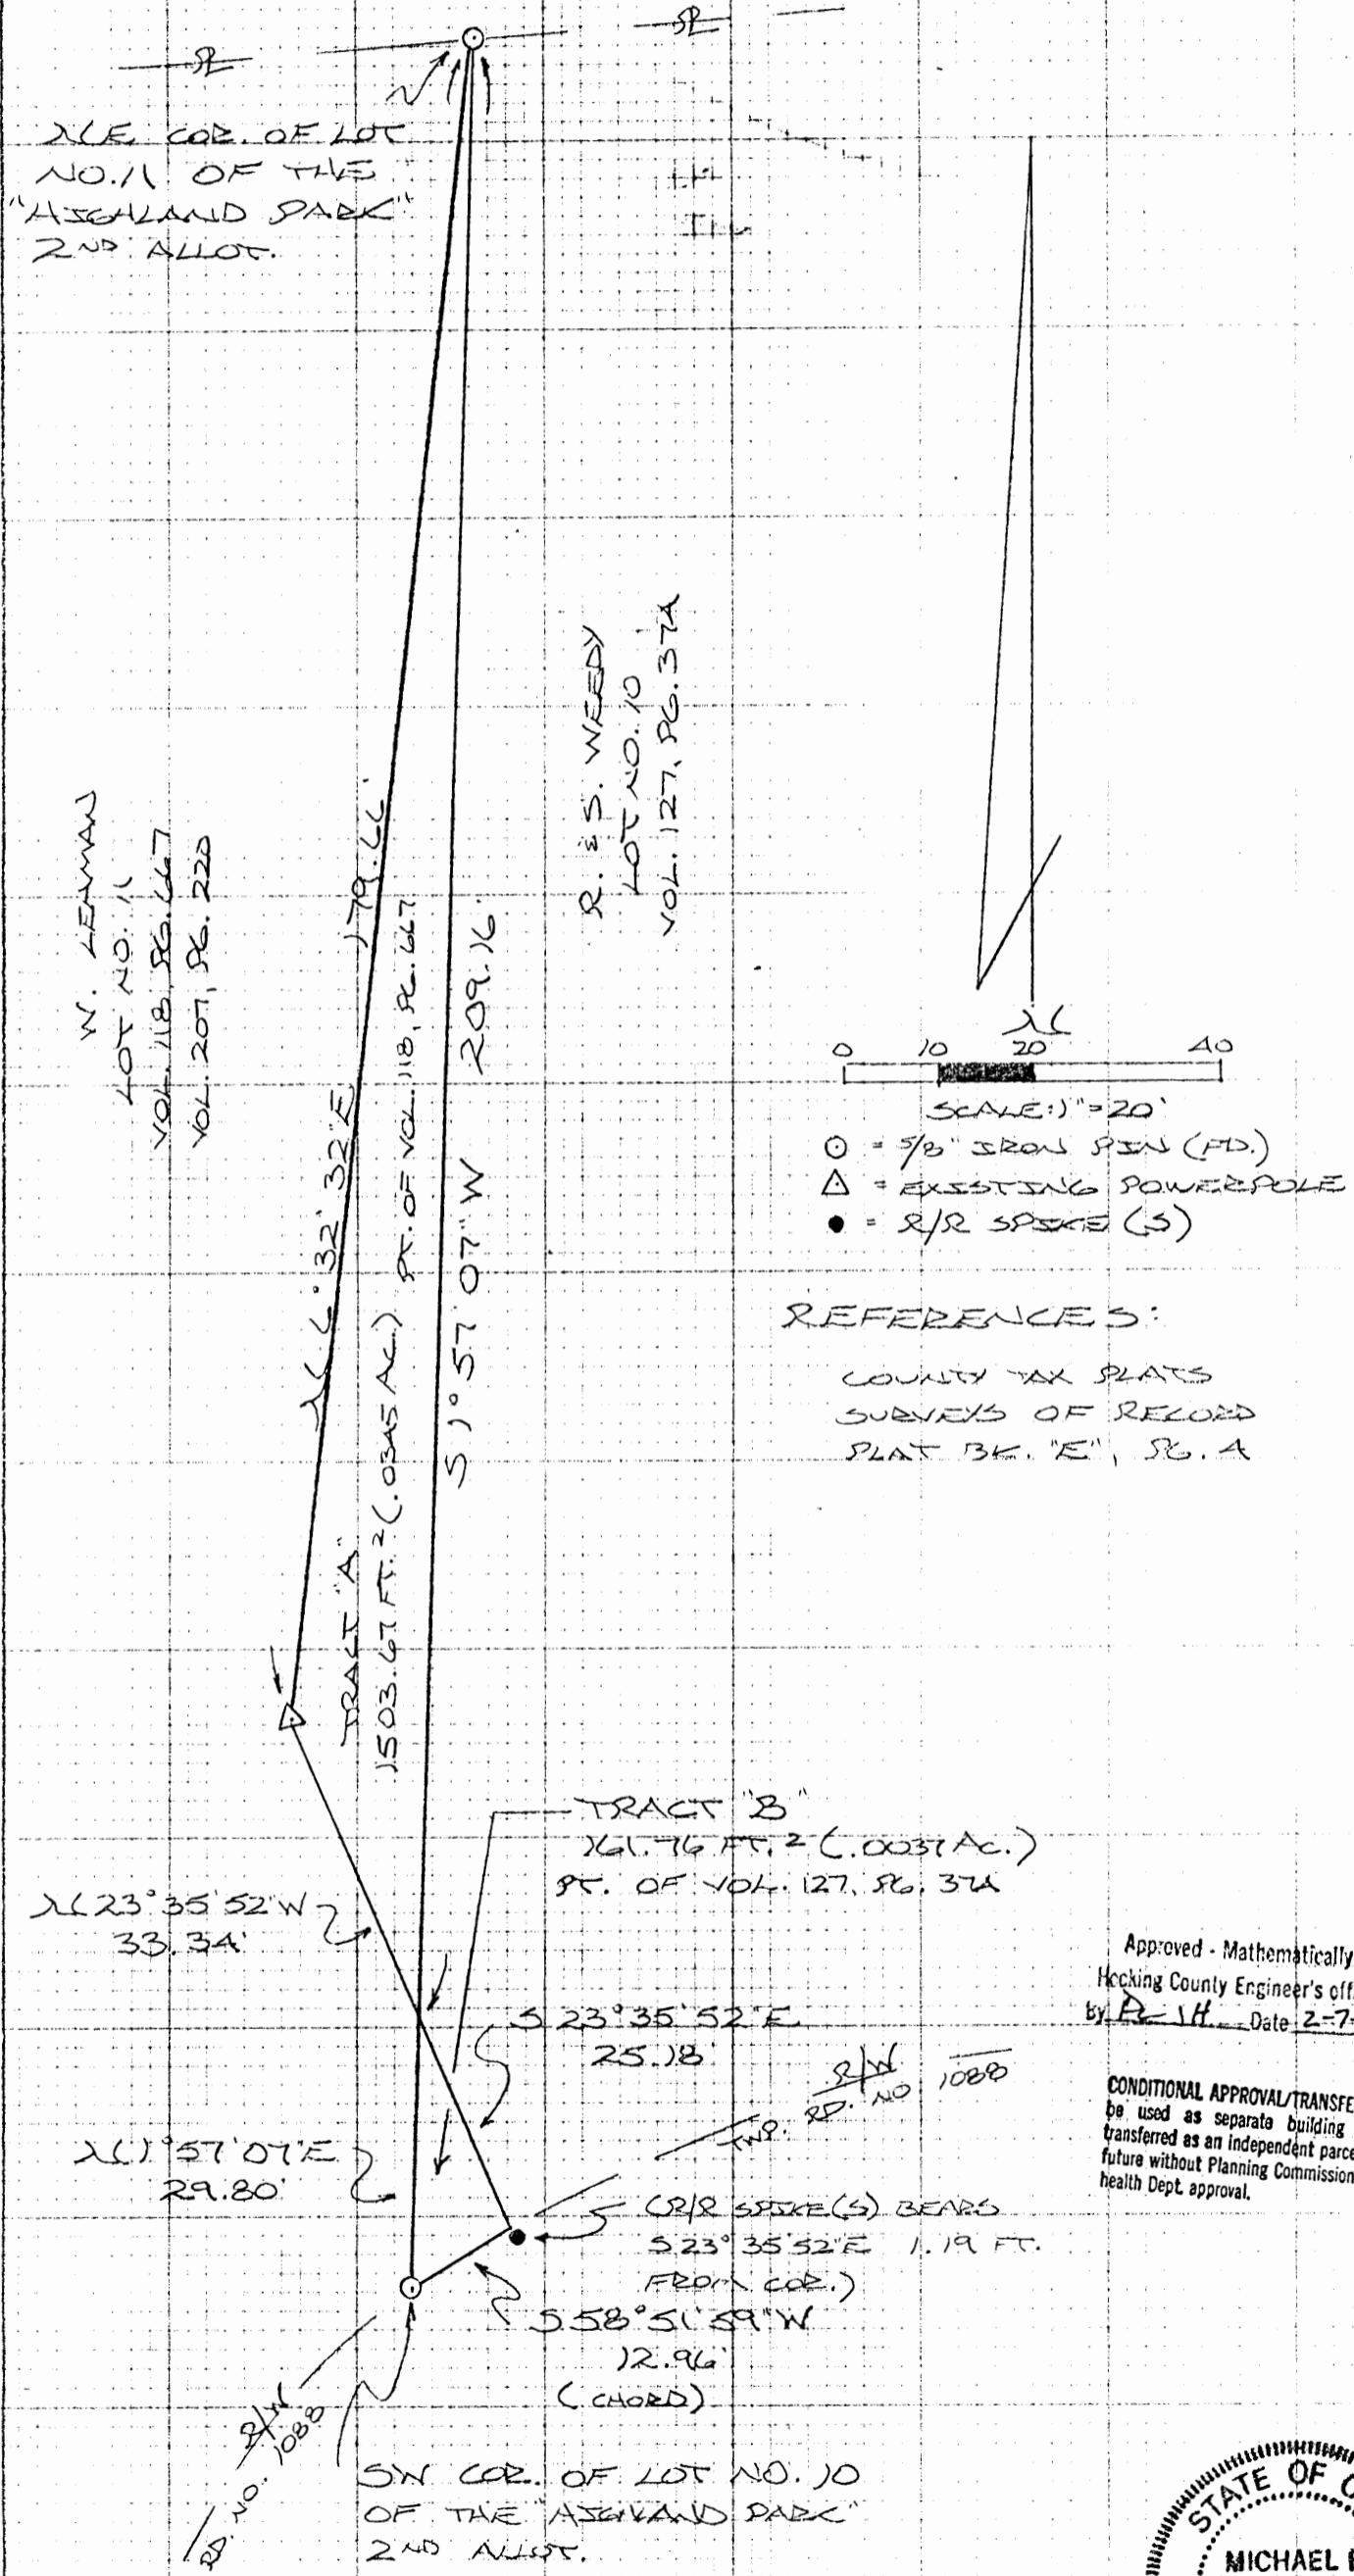 PL
PL
NE COR. OF LOT
NO. 11 OF THE
"HIGHLAND PARK"
2ND ALLOT.
W. LEHMAN
LOT NO. 11
VOL. 118, PG. 667
VOL. 207, PG. 220
N 6° 32' 32" E 179.66'
TRACT "A"
1503.67 FT.² (.0345 AC.) PT. OF VOL. 118, PG. 667
S 1° 57' 07" W 209.16'
R. & S. WEEDY
LOT NO. 10
VOL. 127, PG. 374
N
0 10 20 40
SCALE: 1" = 20'
⊙ = 5/8" IRON PIN (FD.)
△ = EXISTING POWERPOLE
● = R/R SPIKE (S)
REFERENCES:
COUNTY TAX PLATS
SURVEYS OF RECORD
PLAT BK. "E", PG. 4
TRACT "B"
161.76 FT.² (.0037 AC.)
PT. OF VOL. 127, PG. 374
N 23° 35' 52" W
33.34'
S 23° 35' 52" E
25.18'
R/W
TWP. RD. NO 1088
N 1° 57' 07" E
29.80'
(R/R SPIKE(S) BEARS
S 23° 35' 52" E 1.19 FT.
FROM COR.)
S 58° 51' 59" W
12.96'
(CHORD)
R/W
RD. NO. 1088
SW COR. OF LOT NO. 10
OF THE "HIGHLAND PARK"
2ND ALLOT.
Approved - Mathematically
Hocking County Engineer's off
By Date 2-7-
CONDITIONAL APPROVAL/TRANSFE
be used as separate building
transferred as an independent parce
future without Planning Commission
health Dept. approval.
STATE OF O
MICHAEL